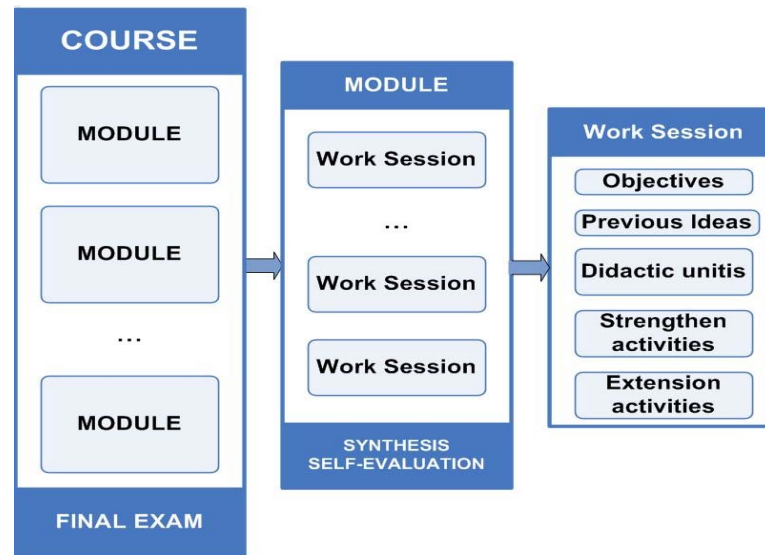 COURSE
MODULE
MODULE
...
MODULE
FINAL EXAM
MODULE
Work Session
...
Work Session
Work Session
SYNTHESIS
SELF-EVALUATION
Work Session
Objectives
Previous Ideas
Didactic unitis
Strengthen
activities
Extension
activities